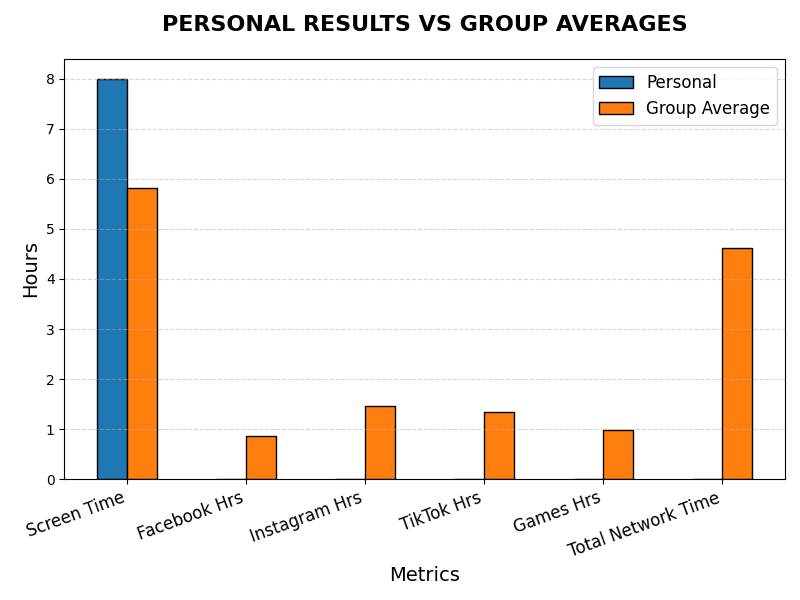 PERSONAL RESULTS VS GROUP AVERAGES
Personal
Group Average
8
7
6
5
4
3
2
1
0
Hours
Screen Time
Facebook Hrs
Instagram Hrs
TikTok Hrs
Games Hrs
Total Network Time
Metrics